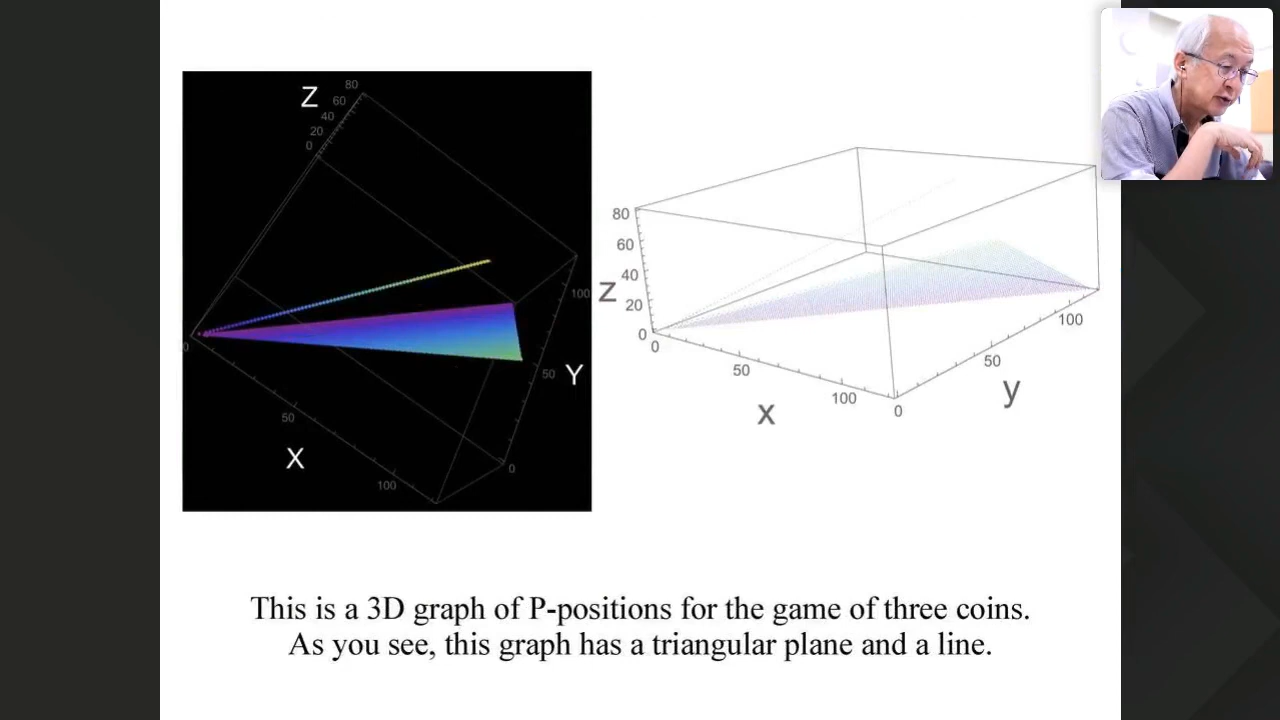 Z
80
60
40
20
0
0
50
X
100
0
50
Y
100
80
60
Z
40
20
0
0
50
x
100
0
50
y
100
This is a 3D graph of P-positions for the game of three coins.
As you see, this graph has a triangular plane and a line.